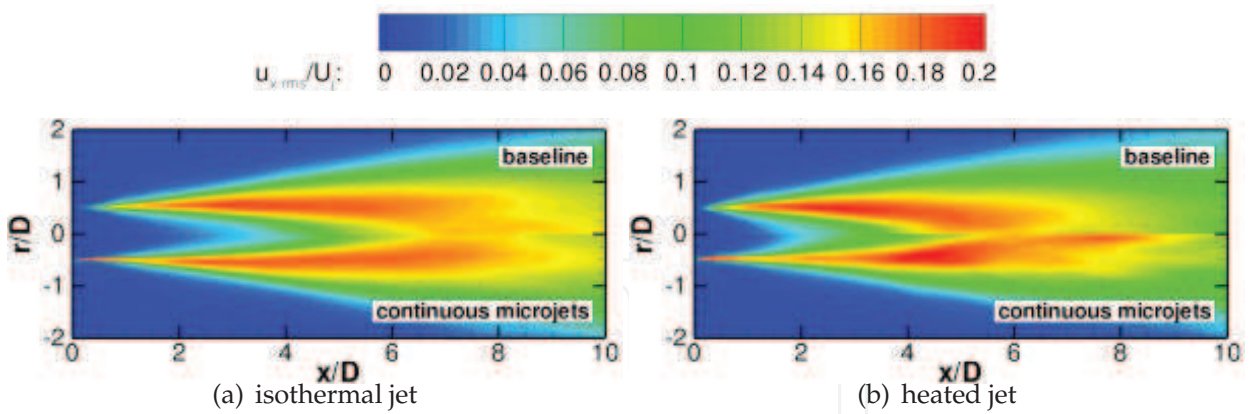 u_x rms/U_j: 0 0.02 0.04 0.06 0.08 0.1 0.12 0.14 0.16 0.18 0.2
2
1
0
-1
-2
r/D
baseline
continuous microjets
0 2 4 6 8 10
x/D
(a) isothermal jet
2
1
0
-1
-2
r/D
baseline
continuous microjets
0 2 4 6 8 10
x/D
(b) heated jet